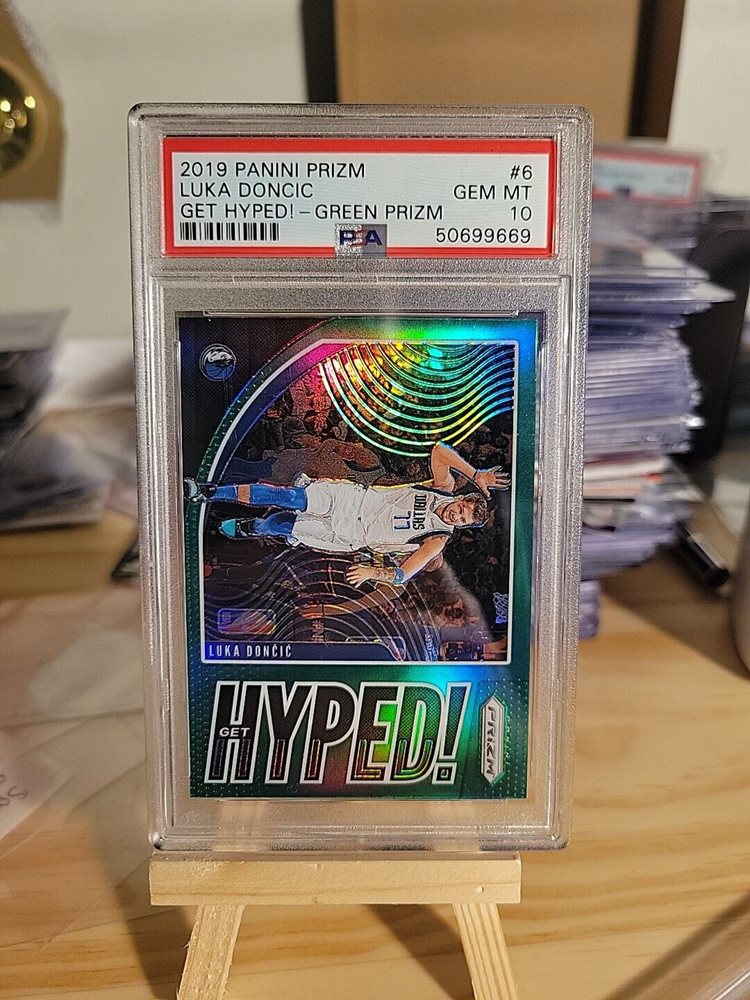 2019 PANINI PRIZM #6
LUKA DONCIC GEM MT
GET HYPED! - GREEN PRIZM 10
PSA 50699669
DALLAS
77
LUKA DONČIĆ
GET HYPED!
PRIZM